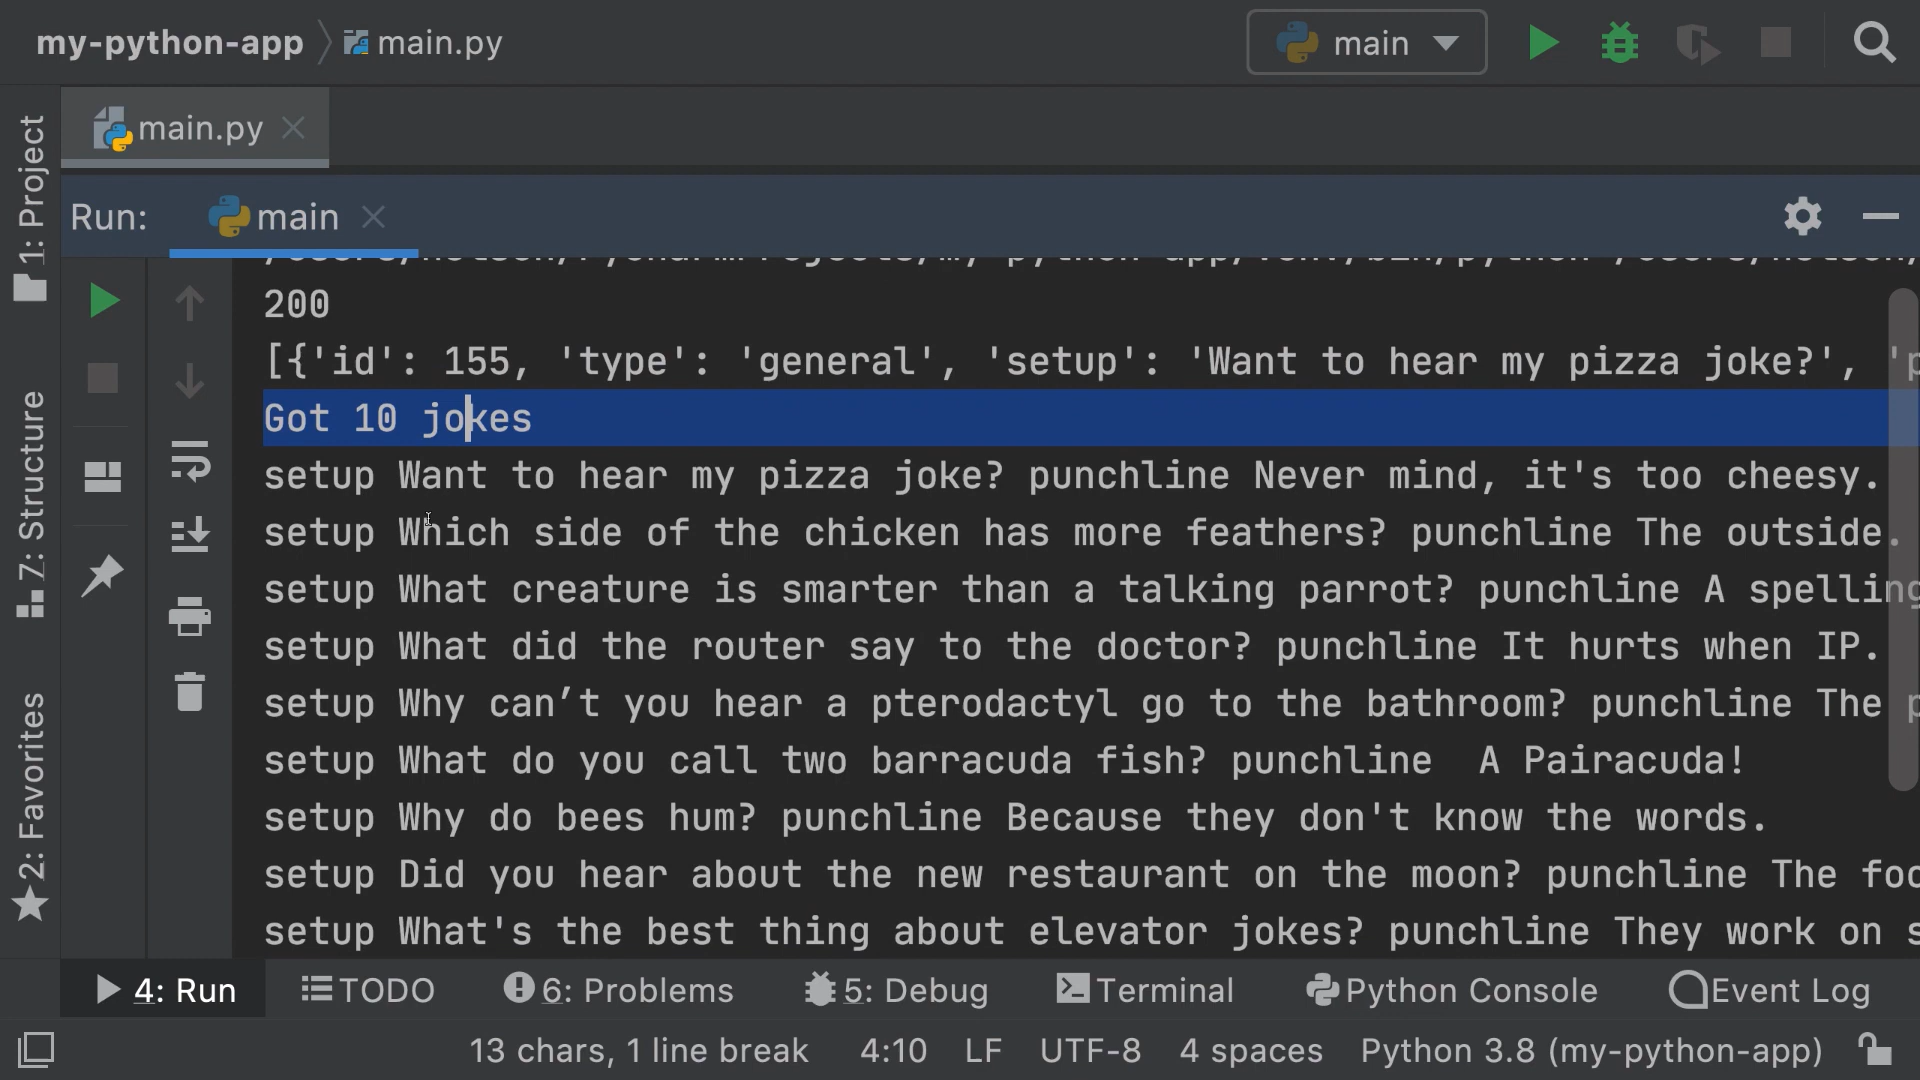 my-python-app
main.py
main
main.py
Run:
main
1: Project
7: Structure
2: Favorites
200
[{'id': 155, 'type': 'general', 'setup': 'Want to hear my pizza joke?', 'p
Got 10 jokes
setup Want to hear my pizza joke? punchline Never mind, it's too cheesy.
setup Which side of the chicken has more feathers? punchline The outside.
setup What creature is smarter than a talking parrot? punchline A spelling
setup What did the router say to the doctor? punchline It hurts when IP.
setup Why can’t you hear a pterodactyl go to the bathroom? punchline The p
setup What do you call two barracuda fish? punchline  A Pairacuda!
setup Why do bees hum? punchline Because they don't know the words.
setup Did you hear about the new restaurant on the moon? punchline The foo
setup What's the best thing about elevator jokes? punchline They work on s
4: Run
TODO
6: Problems
5: Debug
Terminal
Python Console
Event Log
13 chars, 1 line break
4:10
LF
UTF-8
4 spaces
Python 3.8 (my-python-app)